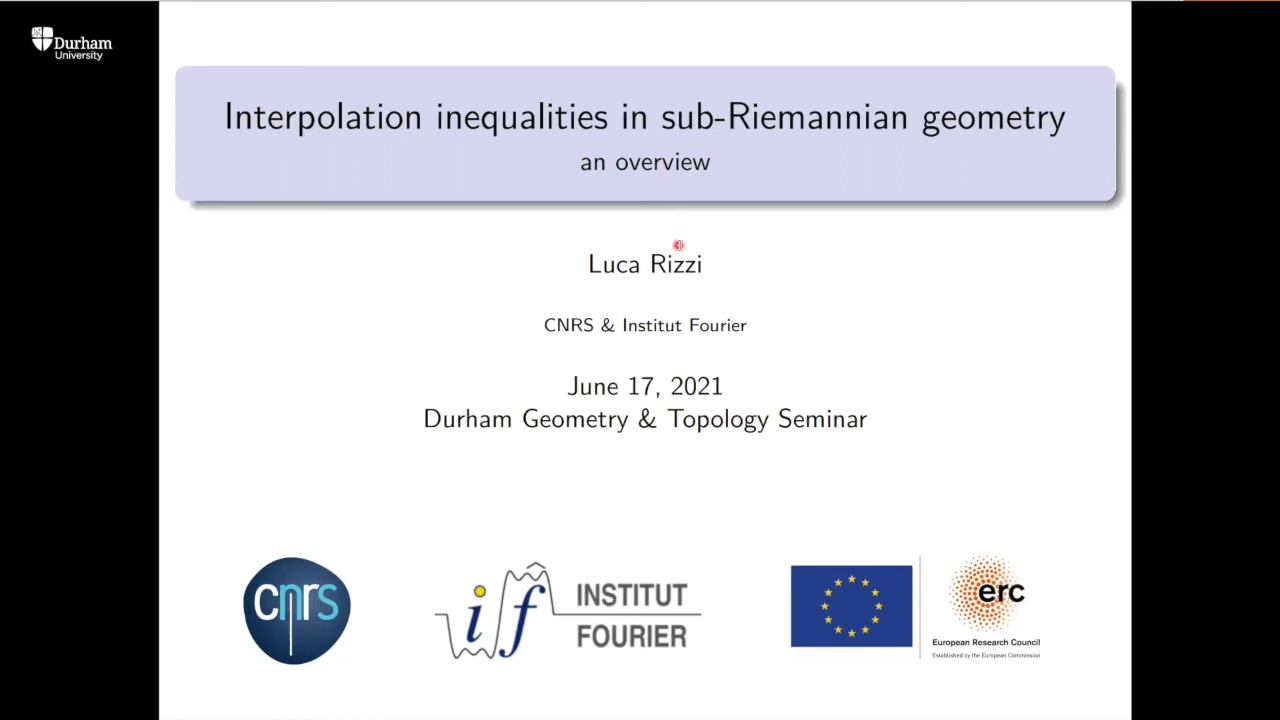 Durham
University
Interpolation inequalities in sub-Riemannian geometry
an overview
Luca Rizzi
CNRS & Institut Fourier
June 17, 2021
Durham Geometry & Topology Seminar
cnrs
if
INSTITUT
FOURIER
erc
European Research Council
Established by the European Commission